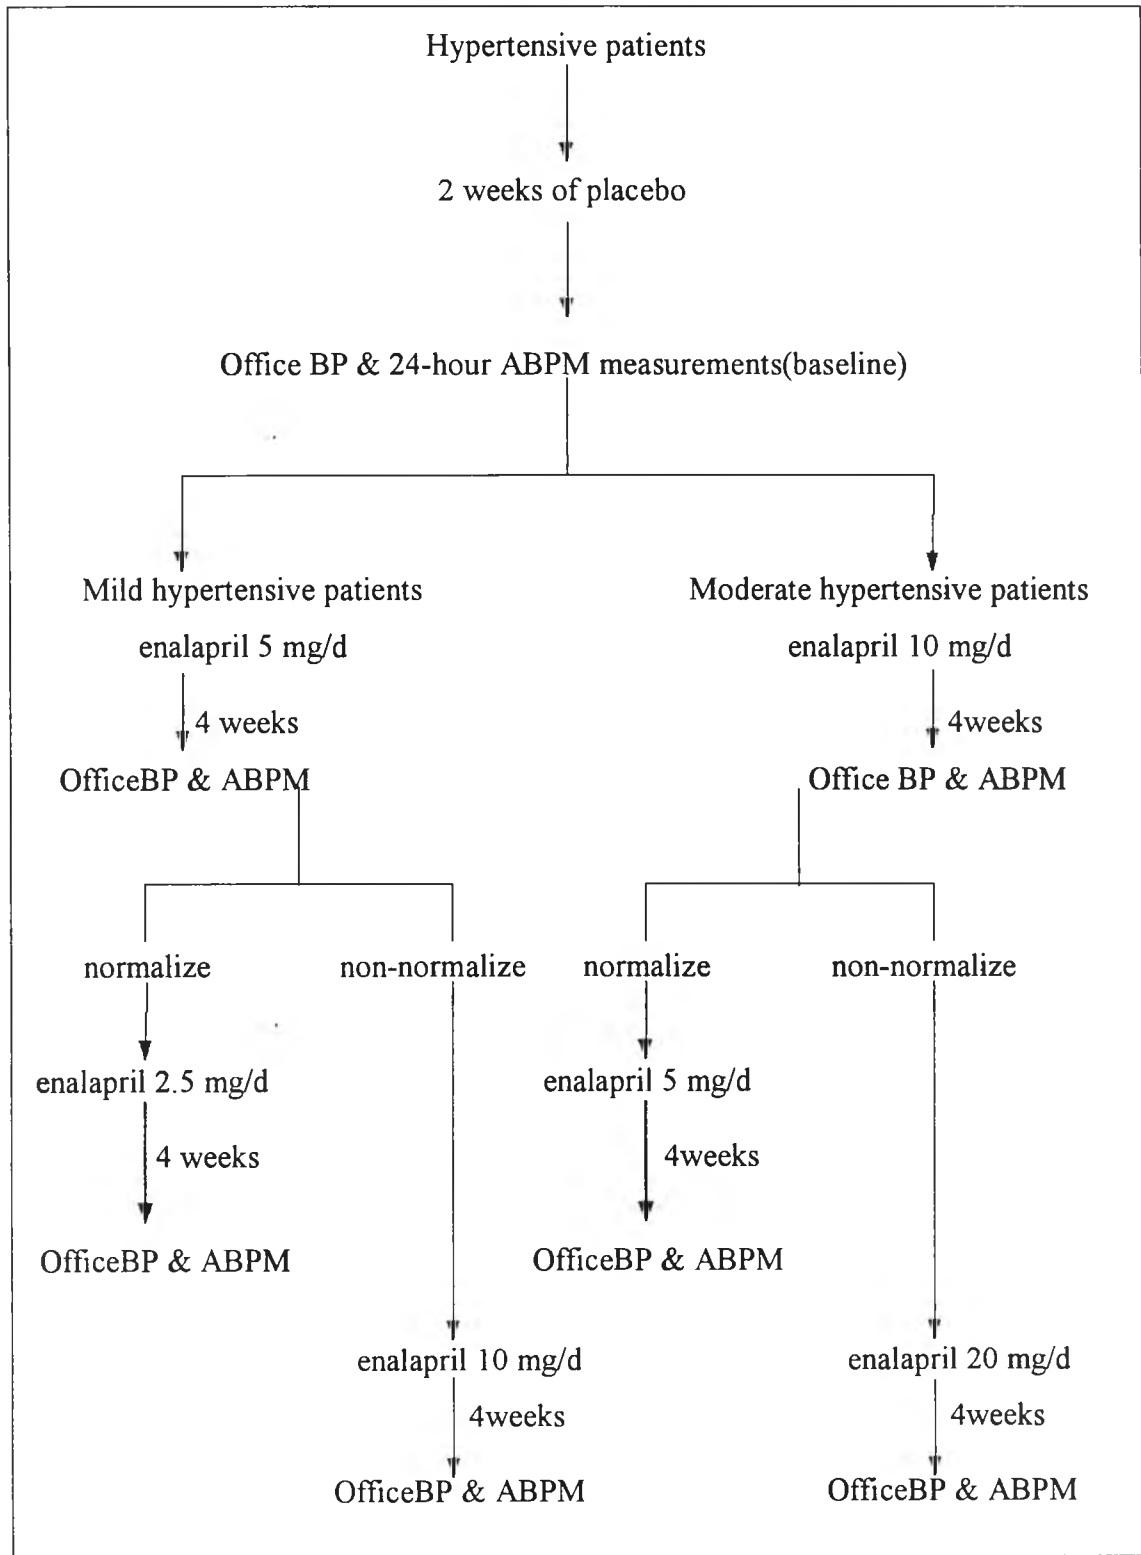 Hypertensive patients
2 weeks of placebo
Office BP & 24-hour ABPM measurements(baseline)
Mild hypertensive patients
enalapril 5 mg/d
4 weeks
OfficeBP & ABPM
Moderate hypertensive patients
enalapril 10 mg/d
4weeks
Office BP & ABPM
normalize
non-normalize
normalize
non-normalize
enalapril 2.5 mg/d
4 weeks
OfficeBP & ABPM
enalapril 5 mg/d
4weeks
OfficeBP & ABPM
enalapril 10 mg/d
4weeks
OfficeBP & ABPM
enalapril 20 mg/d
4weeks
OfficeBP & ABPM